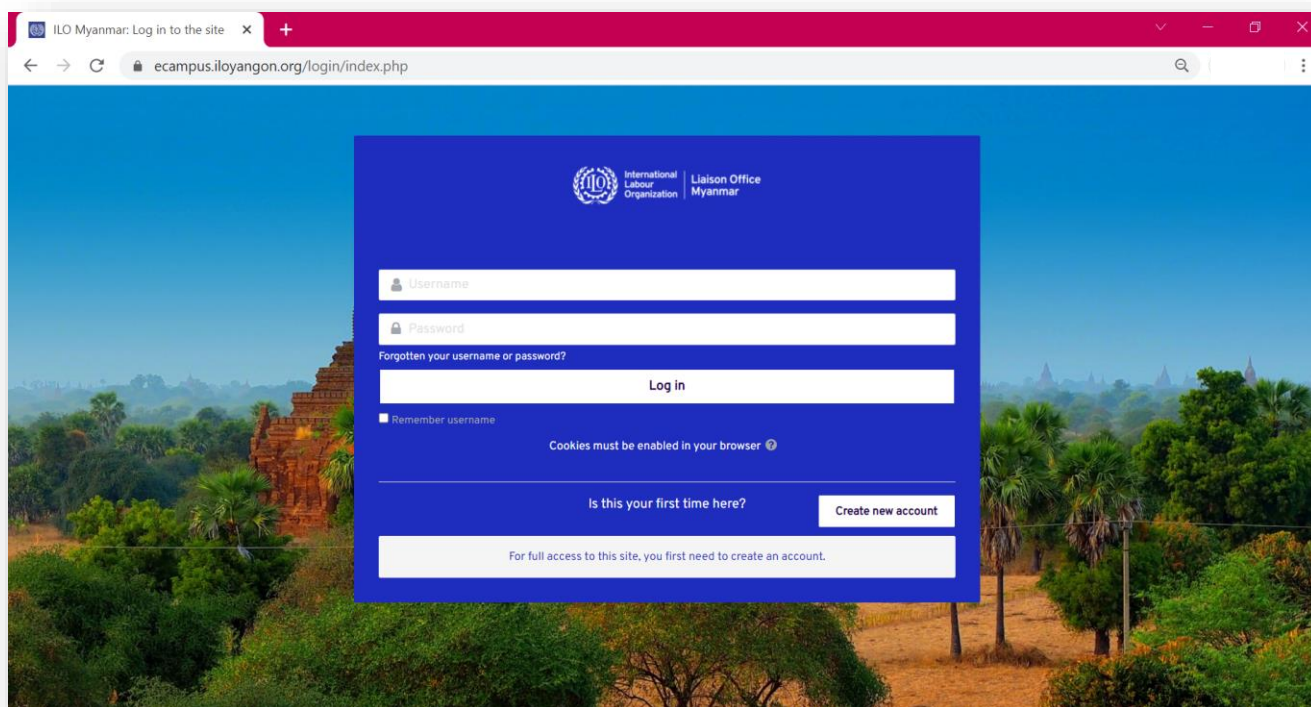 ILO Myanmar: Log in to the site
ecampus.iloyangon.org/login/index.php
ILO
International
Labour
Organization
Liaison Office
Myanmar
Username
Password
Forgotten your username or password?
Log in
Remember username
Cookies must be enabled in your browser
Is this your first time here?
Create new account
For full access to this site, you first need to create an account.